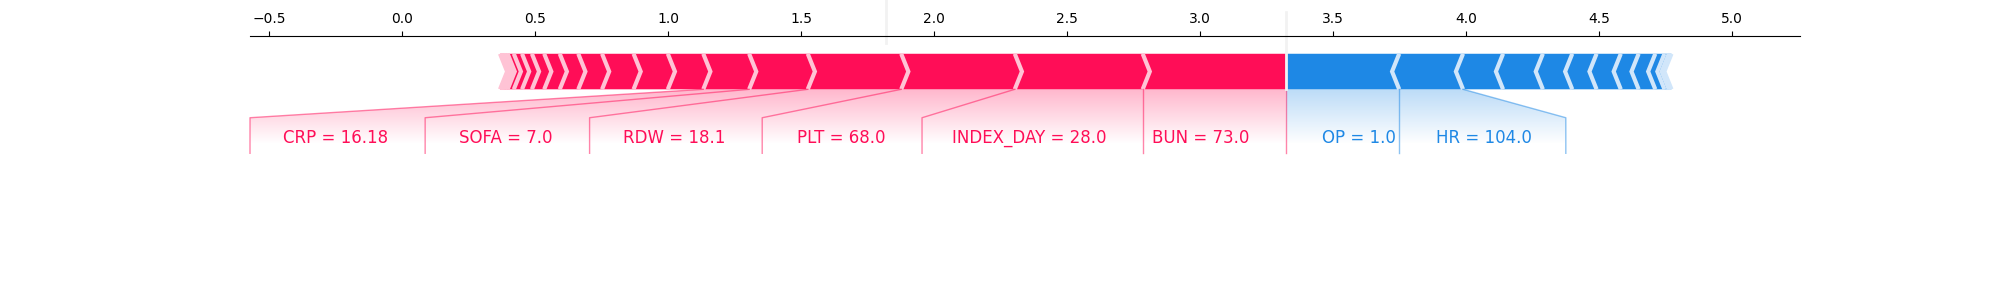 −0.5 0.0 0.5 1.0 1.5 2.0 2.5 3.0 3.5 4.0 4.5 5.0
CRP = 16.18 SOFA = 7.0 RDW = 18.1 PLT = 68.0 INDEX_DAY = 28.0 BUN = 73.0 OP = 1.0 HR = 104.0